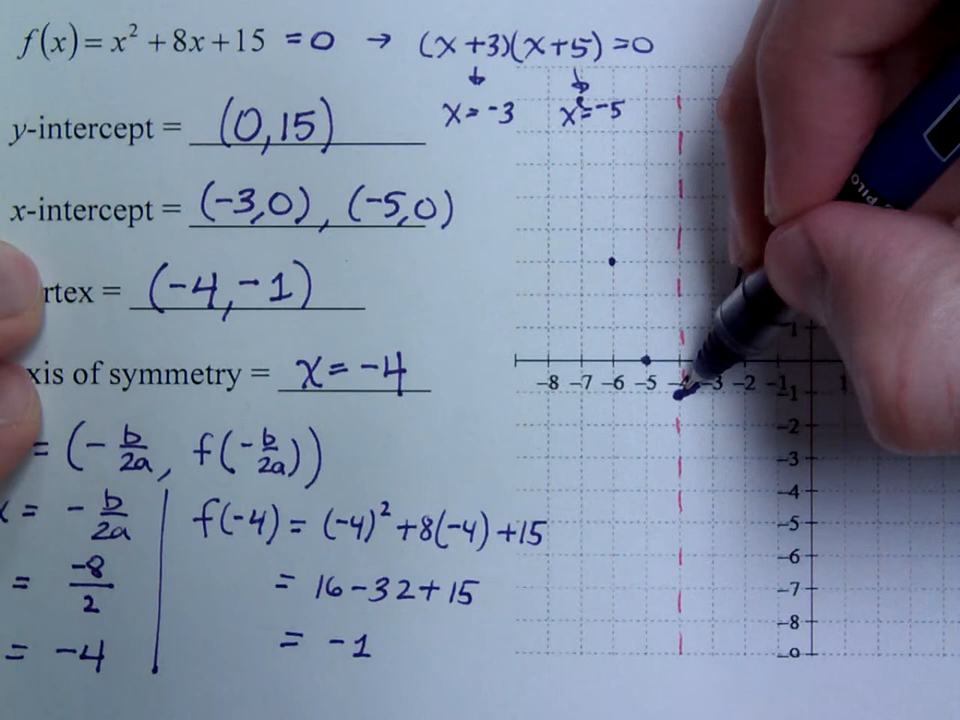 f(x) = x² + 8x + 15 = 0 → (x + 3)(x + 5) = 0
x = -3 x = -5
y-intercept = (0, 15)
x-intercept = (-3, 0), (-5, 0)
rtex = (-4, -1)
xis of symmetry = x = -4
= (- b/2a, f(- b/2a))
x = - b/2a
= -8/2
= -4
f(-4) = (-4)² + 8(-4) + 15
= 16 - 32 + 15
= -1
-8 -7 -6 -5 -4 -3 -2 -1 1
1
-1
-2
-3
-4
-5
-6
-7
-8
-9
PILO